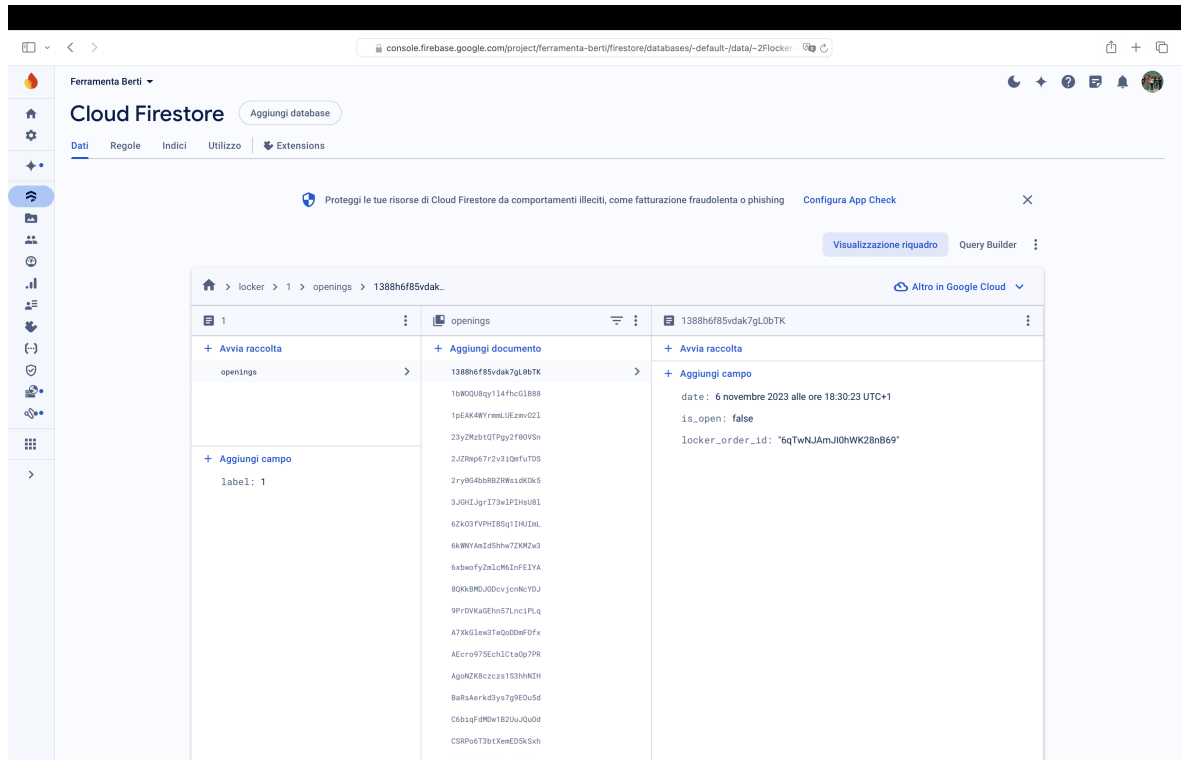 console.firebase.google.com/project/ferramenta-berti/firestore/databases/-default-/data/~2Flocker~
Ferramenta Berti
Cloud Firestore
Aggiungi database
Dati Regole Indici Utilizzo Extensions
Proteggi le tue risorse di Cloud Firestore da comportamenti illeciti, come fatturazione fraudolenta o phishing Configura App Check
Visualizzazione riquadro Query Builder
locker > 1 > openings > 1388h6f85vdak…
Altro in Google Cloud
1
+ Avvia raccolta
openings
+ Aggiungi campo
label: 1
openings
+ Aggiungi documento
1388h6f85vdak7gL0bTK
1bWOQU8qy1l4fhcGlB88
1pEAK4WYrmmLUEzmvO2l
23yZMzbtQTPgy2f0OVSn
2JZRmp67r2v3iQmfuTDS
2ry0G4bbRBZRWsidKOk5
3JGHIJgrI73wlPIHsU8l
6ZkO3fVPHIBSq1IHUImL
6kWNYAmId5hhw7ZKMZw3
6xbwofyZmlcM6InFEIYA
8QKkBMDJODcvjcnNcYDJ
9PrDVKaGEhn57LnciPLq
A7XkGlew3TeQoDDmFOfx
AEcro975EchlCtaOp7PR
AgoNZK8czczs1S3hhNIH
BaRsAerkd3ys7g9EOu5d
C6biqFdMDw1B2UuJQuOd
CSRPo6T3btXemED5kSxh
1388h6f85vdak7gL0bTK
+ Avvia raccolta
+ Aggiungi campo
date: 6 novembre 2023 alle ore 18:30:23 UTC+1
is_open: false
locker_order_id: "6qTwNJAmJI0hWK28nB69"